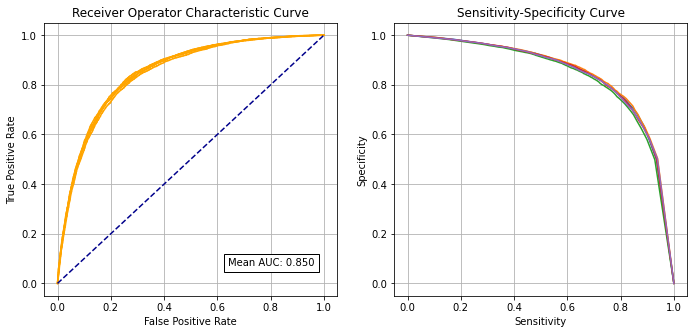 Receiver Operator Characteristic Curve
True Positive Rate
1.0
0.8
0.6
0.4
0.2
0.0
Mean AUC: 0.850
0.0 0.2 0.4 0.6 0.8 1.0
False Positive Rate
Sensitivity-Specificity Curve
Specificity
1.0
0.8
0.6
0.4
0.2
0.0
0.0 0.2 0.4 0.6 0.8 1.0
Sensitivity